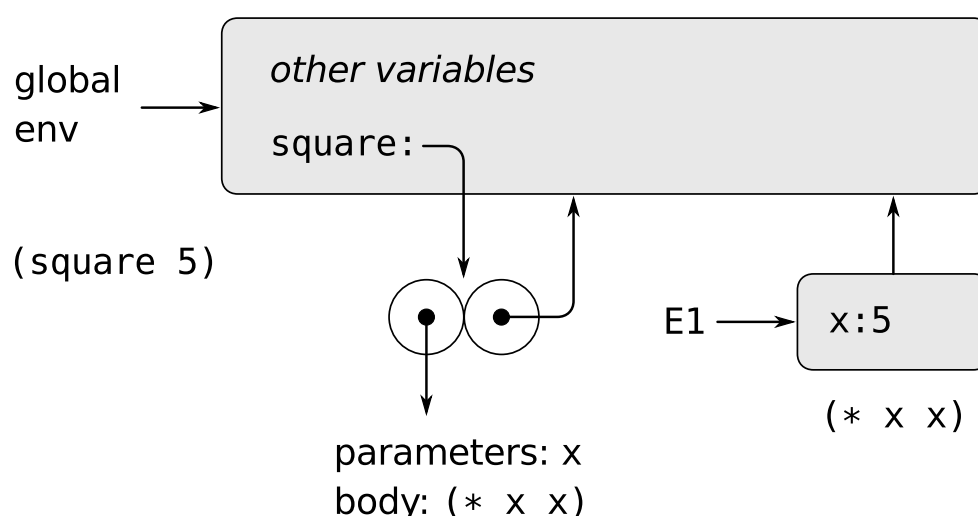 global
env
other variables
square:
(square 5)
E1
x:5
(* x x)
parameters: x
body: (* x x)